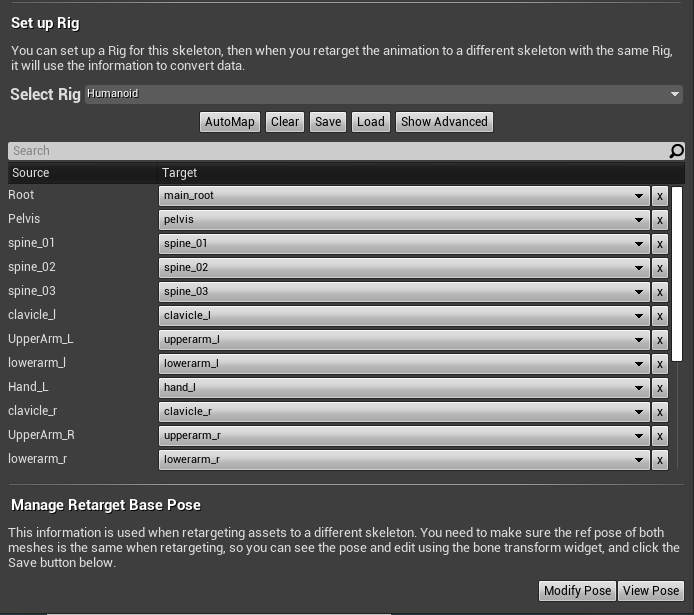 Set up Rig
You can set up a Rig for this skeleton, then when you retarget the animation to a different skeleton with the same Rig,
it will use the information to convert data.
Select Rig Humanoid
AutoMap Clear Save Load Show Advanced
Search
Source Target
Root main_root x
Pelvis pelvis x
spine_01 spine_01 x
spine_02 spine_02 x
spine_03 spine_03 x
clavicle_l clavicle_l x
UpperArm_L upperarm_l x
lowerarm_l lowerarm_l x
Hand_L hand_l x
clavicle_r clavicle_r x
UpperArm_R upperarm_r x
lowerarm_r lowerarm_r x
Manage Retarget Base Pose
This information is used when retargeting assets to a different skeleton. You need to make sure the ref pose of both
meshes is the same when retargeting, so you can see the pose and edit using the bone transform widget, and click the
Save button below.
Modify Pose View Pose